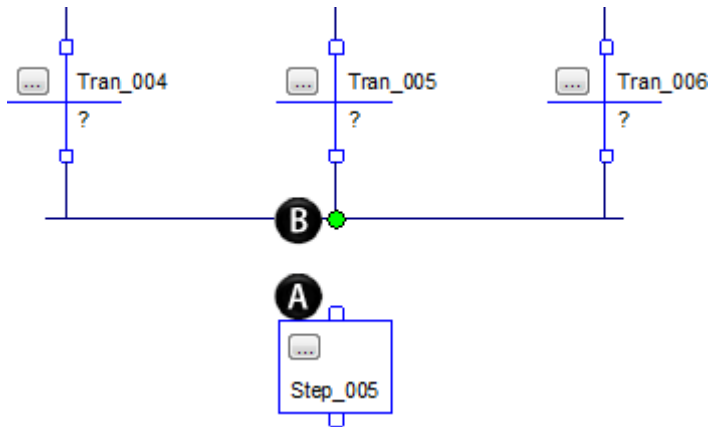 ... Tran_004
?
... Tran_005
?
... Tran_006
?
B
A
...
Step_005